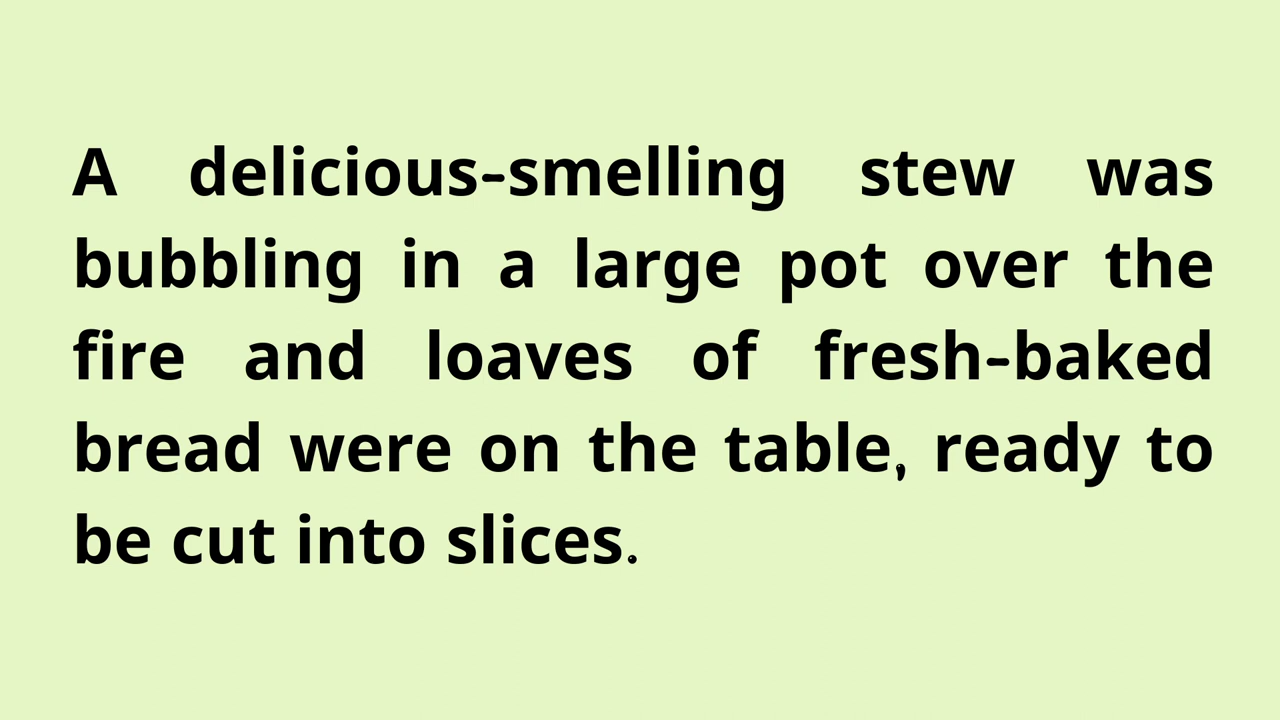 A delicious-smelling stew was
bubbling in a large pot over the
fire and loaves of fresh-baked
bread were on the table, ready to
be cut into slices.